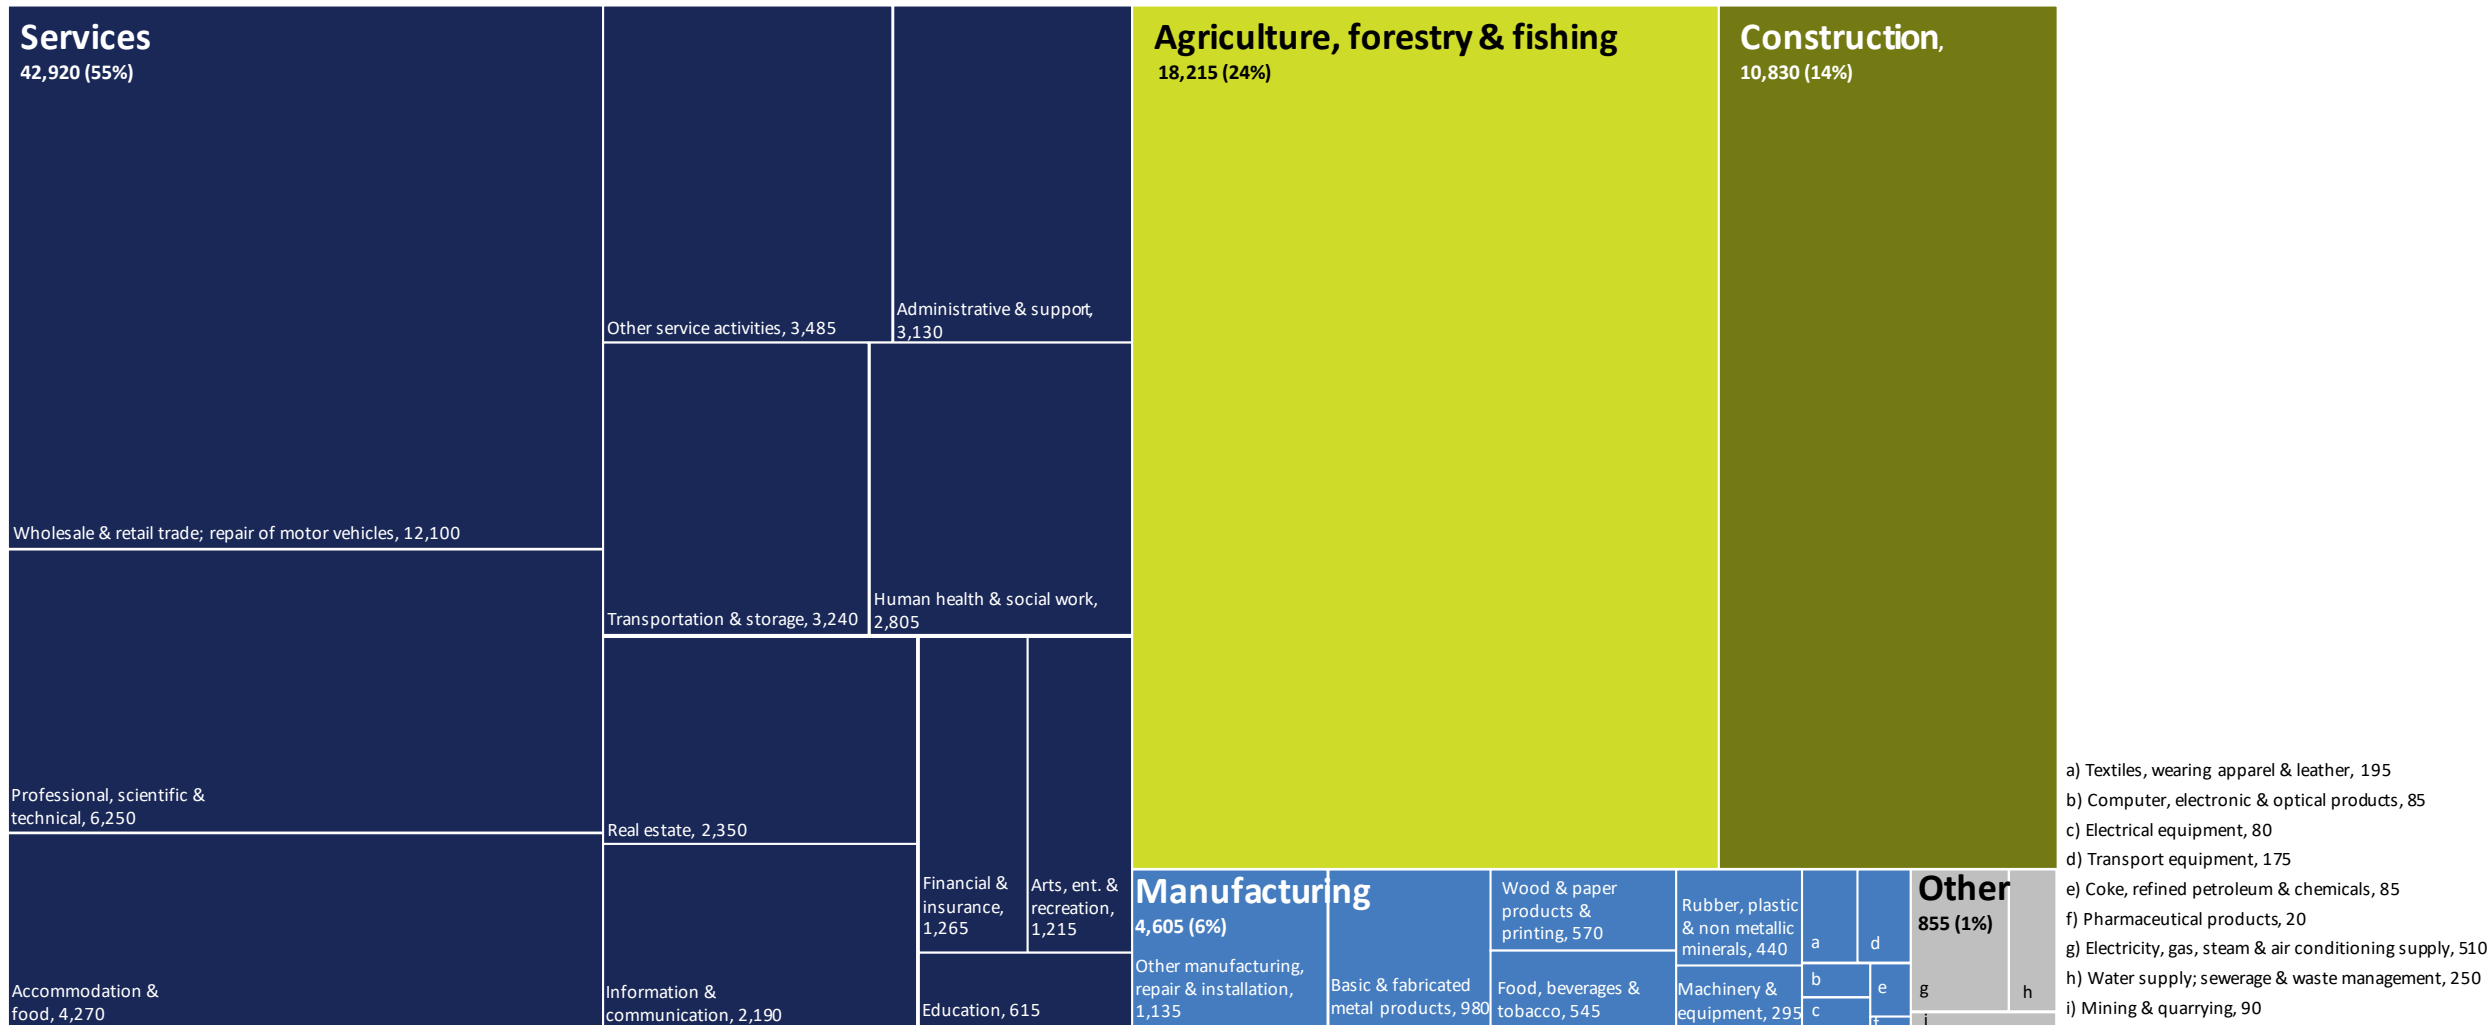 Services
42,920 (55%)
Wholesale & retail trade; repair of motor vehicles, 12,100
Professional, scientific &
technical, 6,250
Accommodation &
food, 4,270
Other service activities, 3,485
Administrative & support,
3,130
Transportation & storage, 3,240
Human health & social work,
2,805
Real estate, 2,350
Information &
communication, 2,190
Financial &
insurance,
1,265
Arts, ent. &
recreation,
1,215
Education, 615
Agriculture, forestry & fishing
18,215 (24%)
Construction,
10,830 (14%)
Manufacturing
4,605 (6%)
Other manufacturing,
repair & installation,
1,135
Basic & fabricated
metal products, 980
Wood & paper
products &
printing, 570
Food, beverages &
tobacco, 545
Rubber, plastic
& non metallic
minerals, 440
Machinery &
equipment, 295
a
d
b
e
c
f
Other
855 (1%)
g
h
i
a) Textiles, wearing apparel & leather, 195
b) Computer, electronic & optical products, 85
c) Electrical equipment, 80
d) Transport equipment, 175
e) Coke, refined petroleum & chemicals, 85
f) Pharmaceutical products, 20
g) Electricity, gas, steam & air conditioning supply, 510
h) Water supply; sewerage & waste management, 250
i) Mining & quarrying, 90